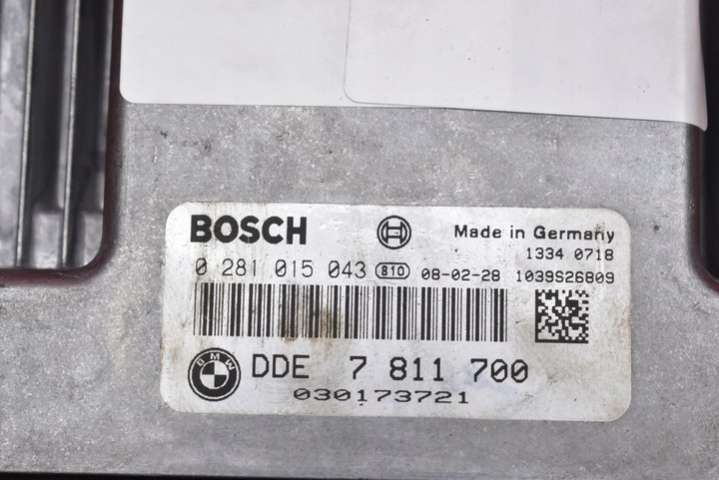 BOSCH Made in Germany
1334 0718
0 281 015 043 810 08-02-28 1039S26809
BMW DDE 7 811 700
030173721